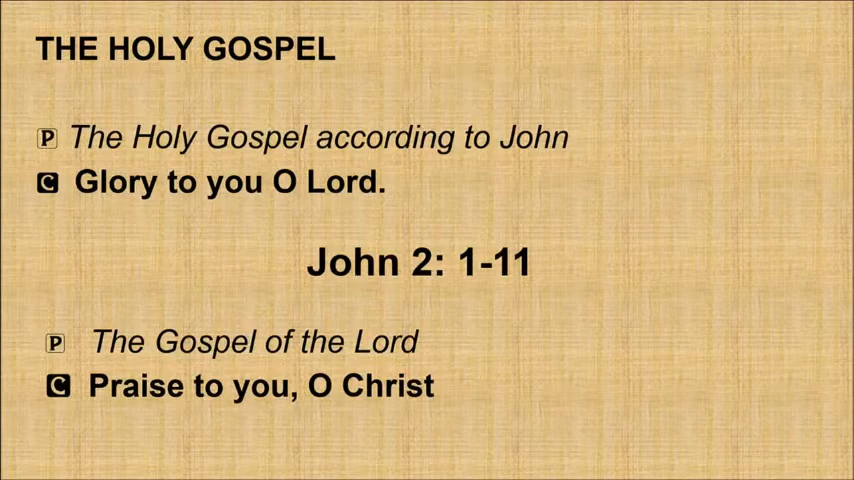 THE HOLY GOSPEL
P The Holy Gospel according to John
C Glory to you O Lord.
John 2: 1-11
P The Gospel of the Lord
C Praise to you, O Christ